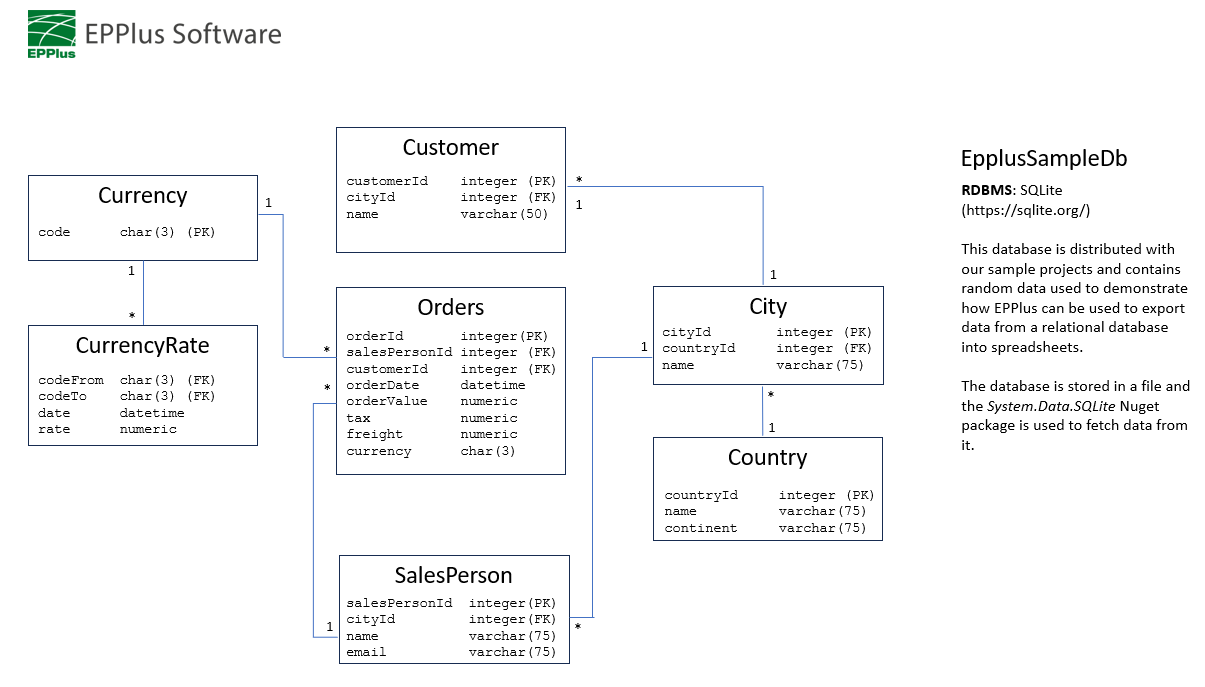 EPPlus Software
EPPlus
Customer
customerId integer (PK)
cityId integer (FK)
name varchar(50)
*
1
Currency
code char(3) (PK)
1
1
*
CurrencyRate
codeFrom char(3) (FK)
codeTo char(3) (FK)
date datetime
rate numeric
Orders
orderId integer(PK)
salesPersonId integer (FK)
customerId integer (FK)
orderDate datetime
orderValue numeric
tax numeric
freight numeric
currency char(3)
*
*
1
1
City
cityId integer (PK)
countryId integer (FK)
name varchar(75)
*
1
Country
countryId integer (PK)
name varchar(75)
continent varchar(75)
SalesPerson
salesPersonId integer(PK)
cityId integer(FK)
name varchar(75)
email varchar(75)
1
*
EpplusSampleDb
RDBMS: SQLite
(https://sqlite.org/)
This database is distributed with
our sample projects and contains
random data used to demonstrate
how EPPlus can be used to export
data from a relational database
into spreadsheets.
The database is stored in a file and
the System.Data.SQLite Nuget
package is used to fetch data from
it.